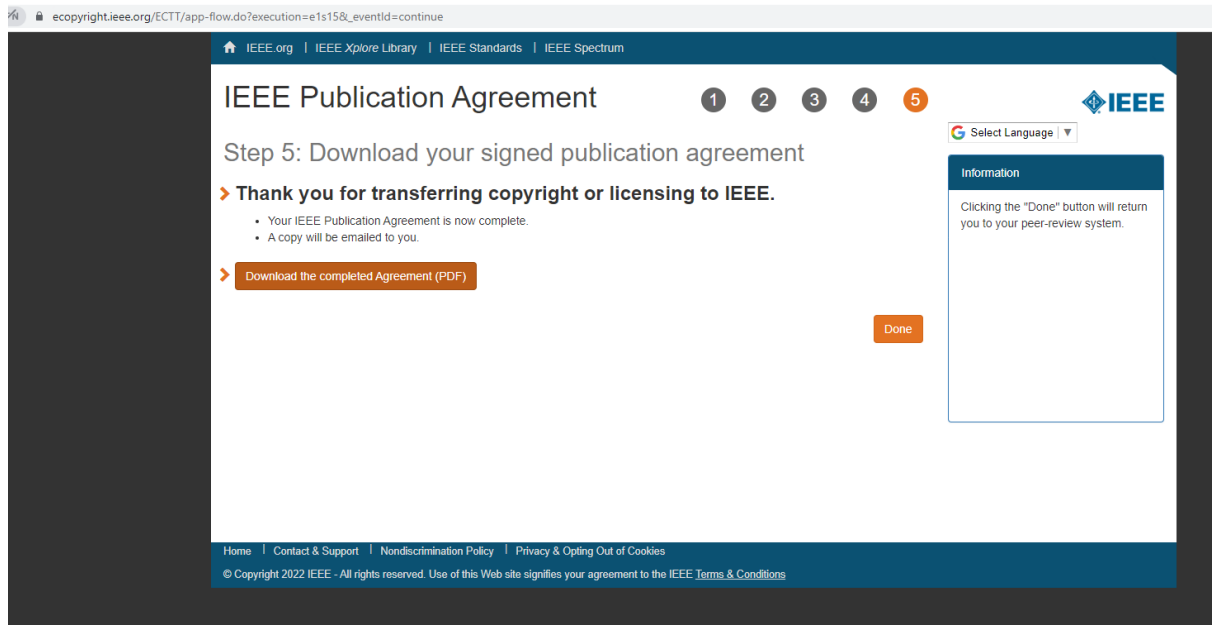 ecopyright.ieee.org/ECTT/app-flow.do?execution=e1s15&_eventId=continue
IEEE.org | IEEE Xplore Library | IEEE Standards | IEEE Spectrum
IEEE Publication Agreement
1 2 3 4 5
IEEE
Select Language ▼
Step 5: Download your signed publication agreement
Thank you for transferring copyright or licensing to IEEE.
• Your IEEE Publication Agreement is now complete.
• A copy will be emailed to you.
Download the completed Agreement (PDF)
Done
Information
Clicking the "Done" button will return
you to your peer-review system.
Home | Contact & Support | Nondiscrimination Policy | Privacy & Opting Out of Cookies
© Copyright 2022 IEEE - All rights reserved. Use of this Web site signifies your agreement to the IEEE Terms & Conditions